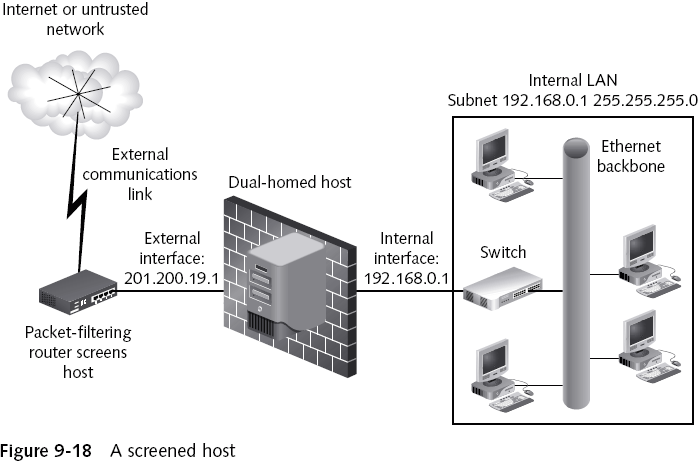 Internet or untrusted
network
External
communications
link
Dual-homed host
External
interface:
201.200.19.1
Internal
interface:
192.168.0.1
Packet-filtering
router screens
host
Internal LAN
Subnet 192.168.0.1 255.255.255.0
Ethernet
backbone
Switch
Figure 9-18 A screened host